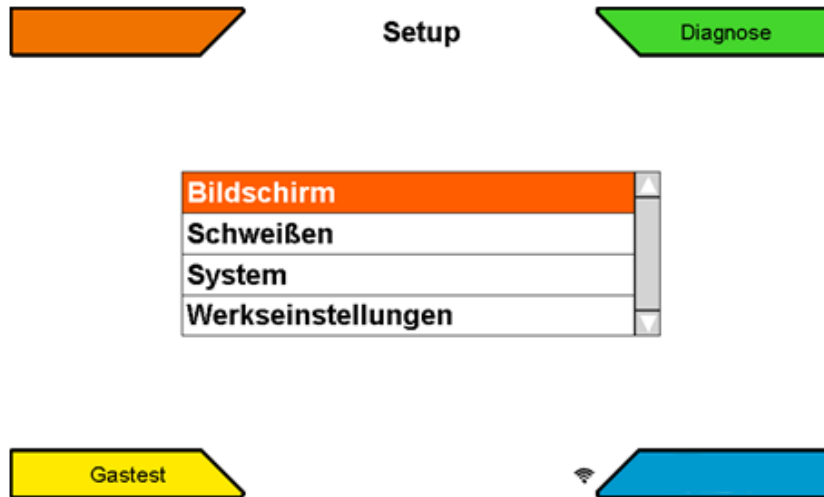 Setup
Diagnose
Bildschirm
Schweißen
System
Werkseinstellungen
Gastest